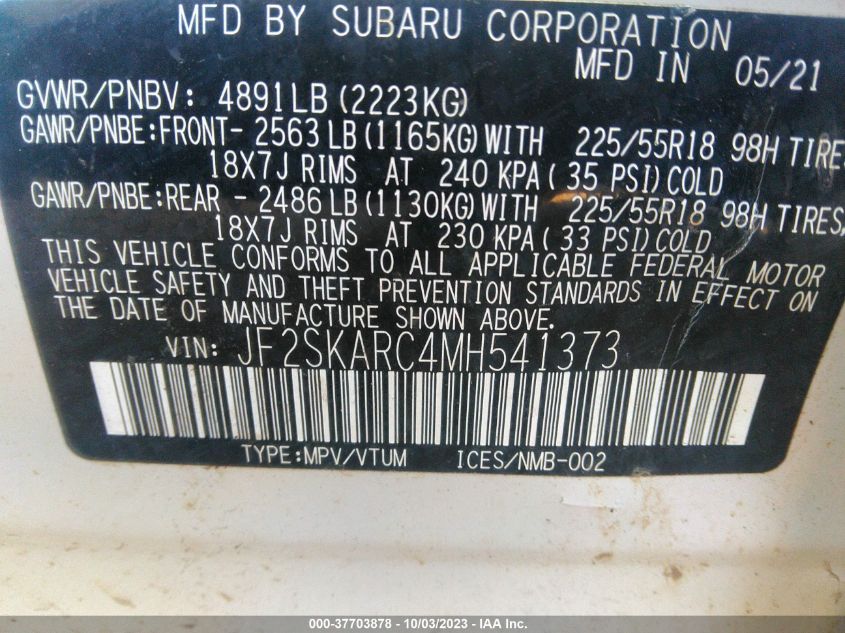 MFD BY SUBARU CORPORATION
MFD IN 05/21
GVWR/PNBV: 4891LB (2223KG)
GAWR/PNBE:FRONT- 2563 LB (1165KG) WITH 225/55R18 98H TIRES
18X7J RIMS AT 240 KPA ( 35 PSI) COLD
GAWR/PNBE:REAR - 2486 LB (1130KG) WITH 225/55R18 98H TIRES,
18X7J RIMS AT 230 KPA ( 33 PSI) COLD
THIS VEHICLE CONFORMS TO ALL APPLICABLE FEDERAL MOTOR
VEHICLE SAFETY AND THEFT PREVENTION STANDARDS IN EFFECT ON
THE DATE OF MANUFACTURE SHOWN ABOVE.
VIN: JF2SKARC4MH541373
TYPE:MPV/VTUM ICES/NMB-002
000-37703878 - 10/03/2023 - IAA Inc.